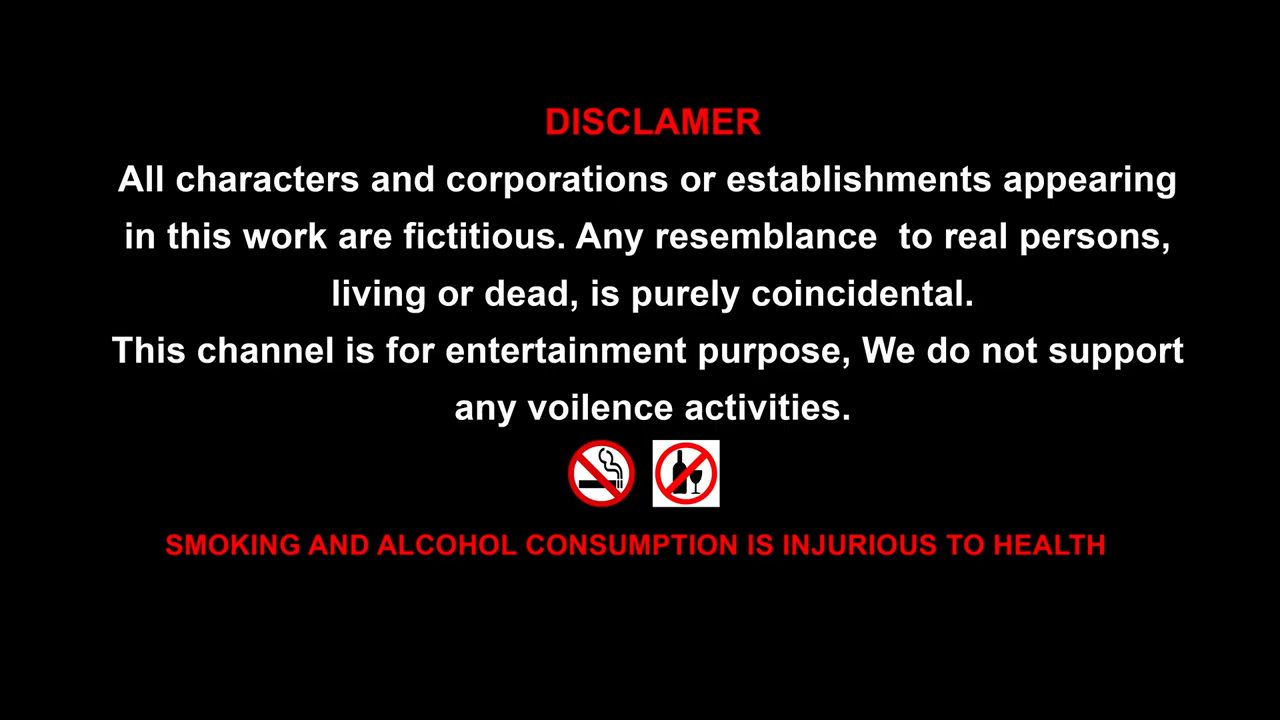 DISCLAMER
All characters and corporations or establishments appearing
in this work are fictitious. Any resemblance  to real persons,
living or dead, is purely coincidental.
This channel is for entertainment purpose, We do not support
any voilence activities.
SMOKING AND ALCOHOL CONSUMPTION IS INJURIOUS TO HEALTH